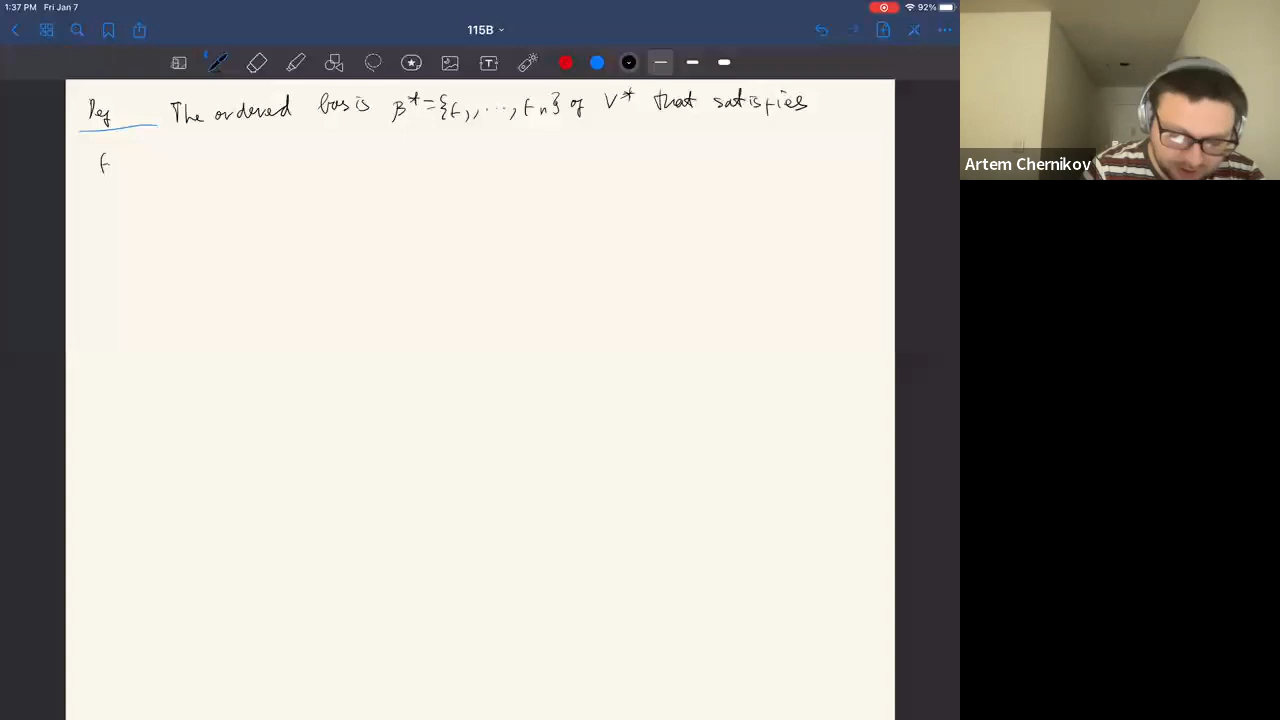 1:37 PM Fri Jan 7
92%
115B
Def The ordered basis β*={f₁,...,fₙ} of V* that satisfies
f
Artem Chernikov